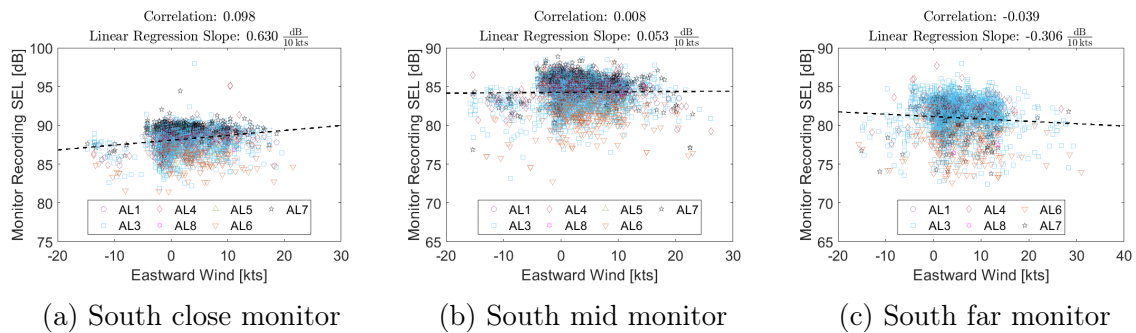 Correlation: 0.098
Linear Regression Slope: 0.630 dB/10 kts
Monitor Recording SEL [dB]
100
95
90
85
80
75
AL1 AL4 AL5 AL7
AL3 AL8 AL6
-20 -10 0 10 20 30
Eastward Wind [kts]
(a) South close monitor
Correlation: 0.008
Linear Regression Slope: 0.053 dB/10 kts
Monitor Recording SEL [dB]
90
85
80
75
70
65
AL1 AL4 AL5 AL7
AL3 AL8 AL6
-20 -10 0 10 20 30
Eastward Wind [kts]
(b) South mid monitor
Correlation: -0.039
Linear Regression Slope: -0.306 dB/10 kts
Monitor Recording SEL [dB]
90
85
80
75
70
65
AL1 AL4 AL6
AL3 AL8 AL7
-20 -10 0 10 20 30 40
Eastward Wind [kts]
(c) South far monitor